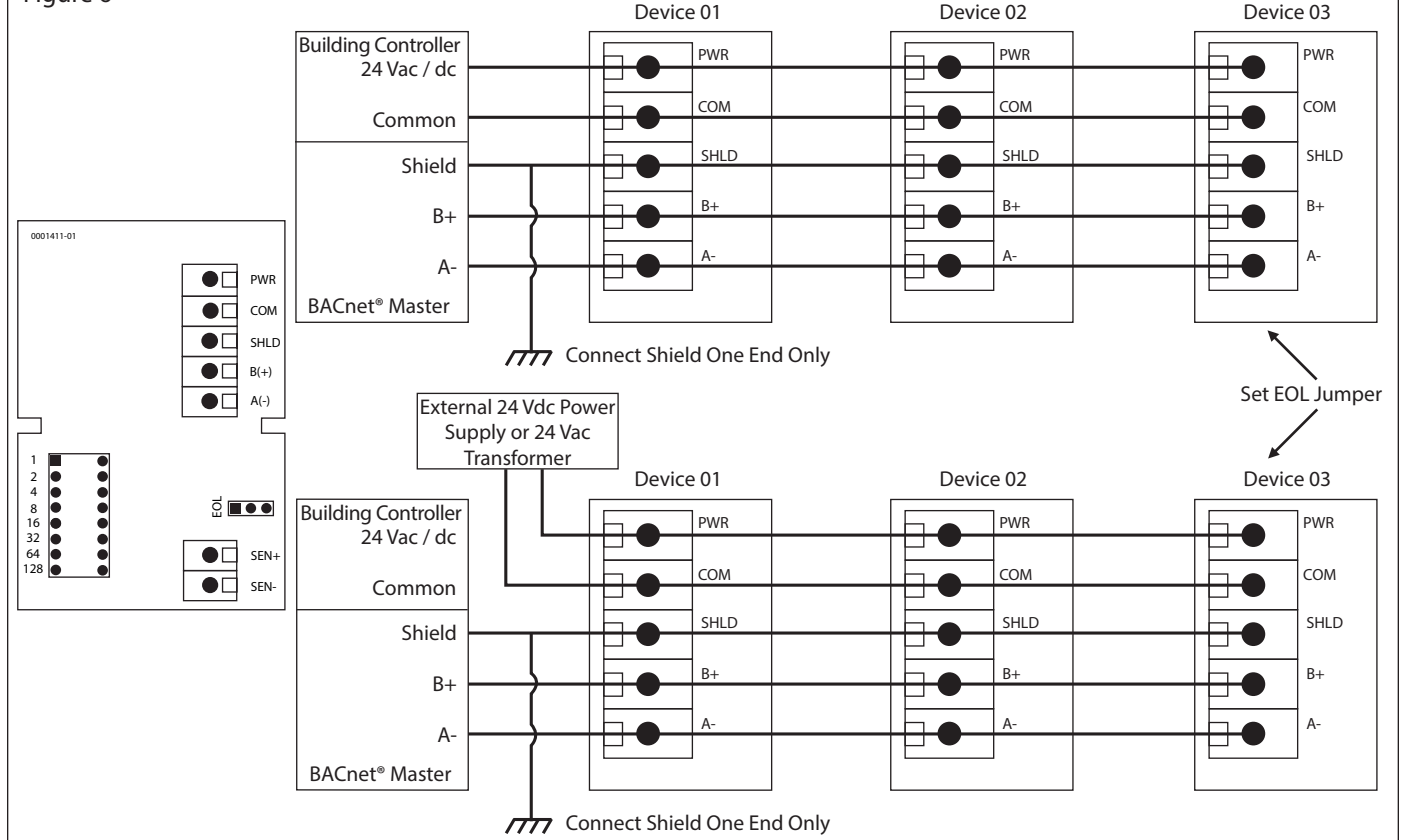 Device 01
Device 02
Device 03
Building Controller
24 Vac / dc
Common
Shield
B+
A-
BACnet® Master
PWR
COM
SHLD
B+
A-
PWR
COM
SHLD
B+
A-
PWR
COM
SHLD
B+
A-
Connect Shield One End Only
Set EOL Jumper
0001411-01
PWR
COM
SHLD
B(+)
A(-)
1
2
4
8
16
32
64
128
EOL
SEN+
SEN-
External 24 Vdc Power
Supply or 24 Vac
Transformer
Device 01
Device 02
Device 03
Building Controller
24 Vac / dc
Common
Shield
B+
A-
BACnet® Master
PWR
COM
SHLD
B+
A-
PWR
COM
SHLD
B+
A-
PWR
COM
SHLD
B+
A-
Connect Shield One End Only